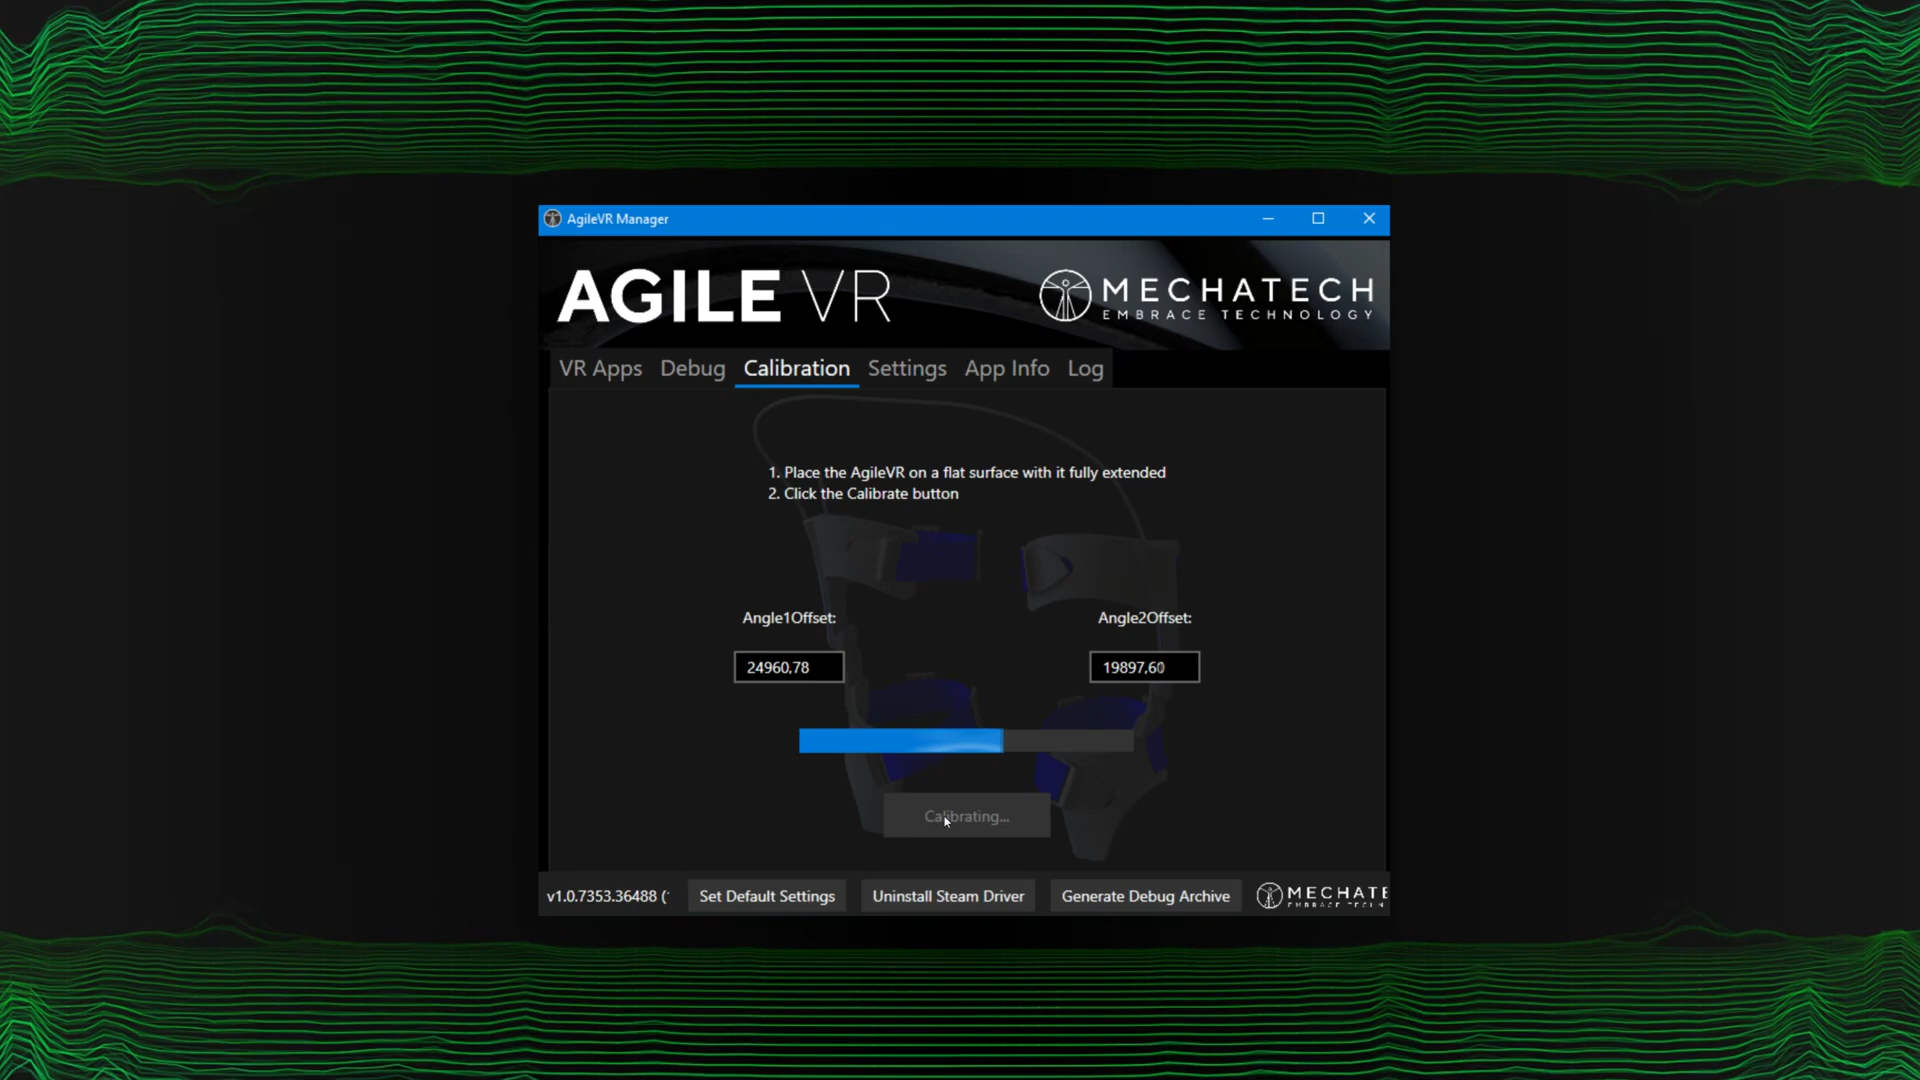 AgileVR Manager
AGILE VR
MECHATECH
EMBRACE TECHNOLOGY
VR Apps Debug Calibration Settings App Info Log
1. Place the AgileVR on a flat surface with it fully extended
2. Click the Calibrate button
Angle1Offset: Angle2Offset:
24960,78 19897,60
Calibrating...
v1.0.7353.36488 ( Set Default Settings Uninstall Steam Driver Generate Debug Archive MECHATE